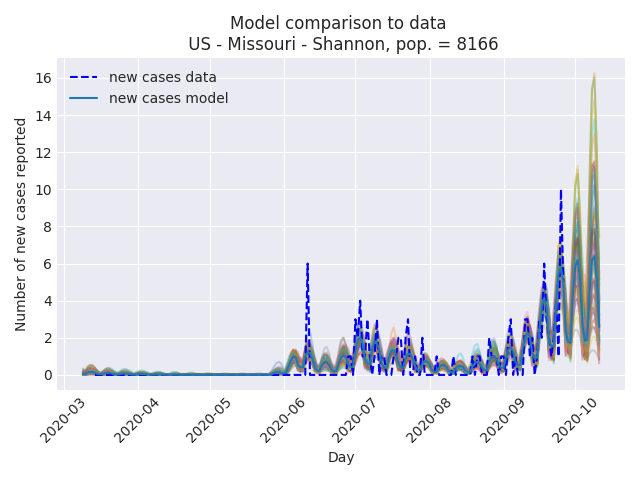 Model comparison to data
US - Missouri - Shannon, pop. = 8166
new cases data
new cases model
Number of new cases reported
16
14
12
10
8
6
4
2
0
2020-03
2020-04
2020-05
2020-06
2020-07
2020-08
2020-09
2020-10
Day